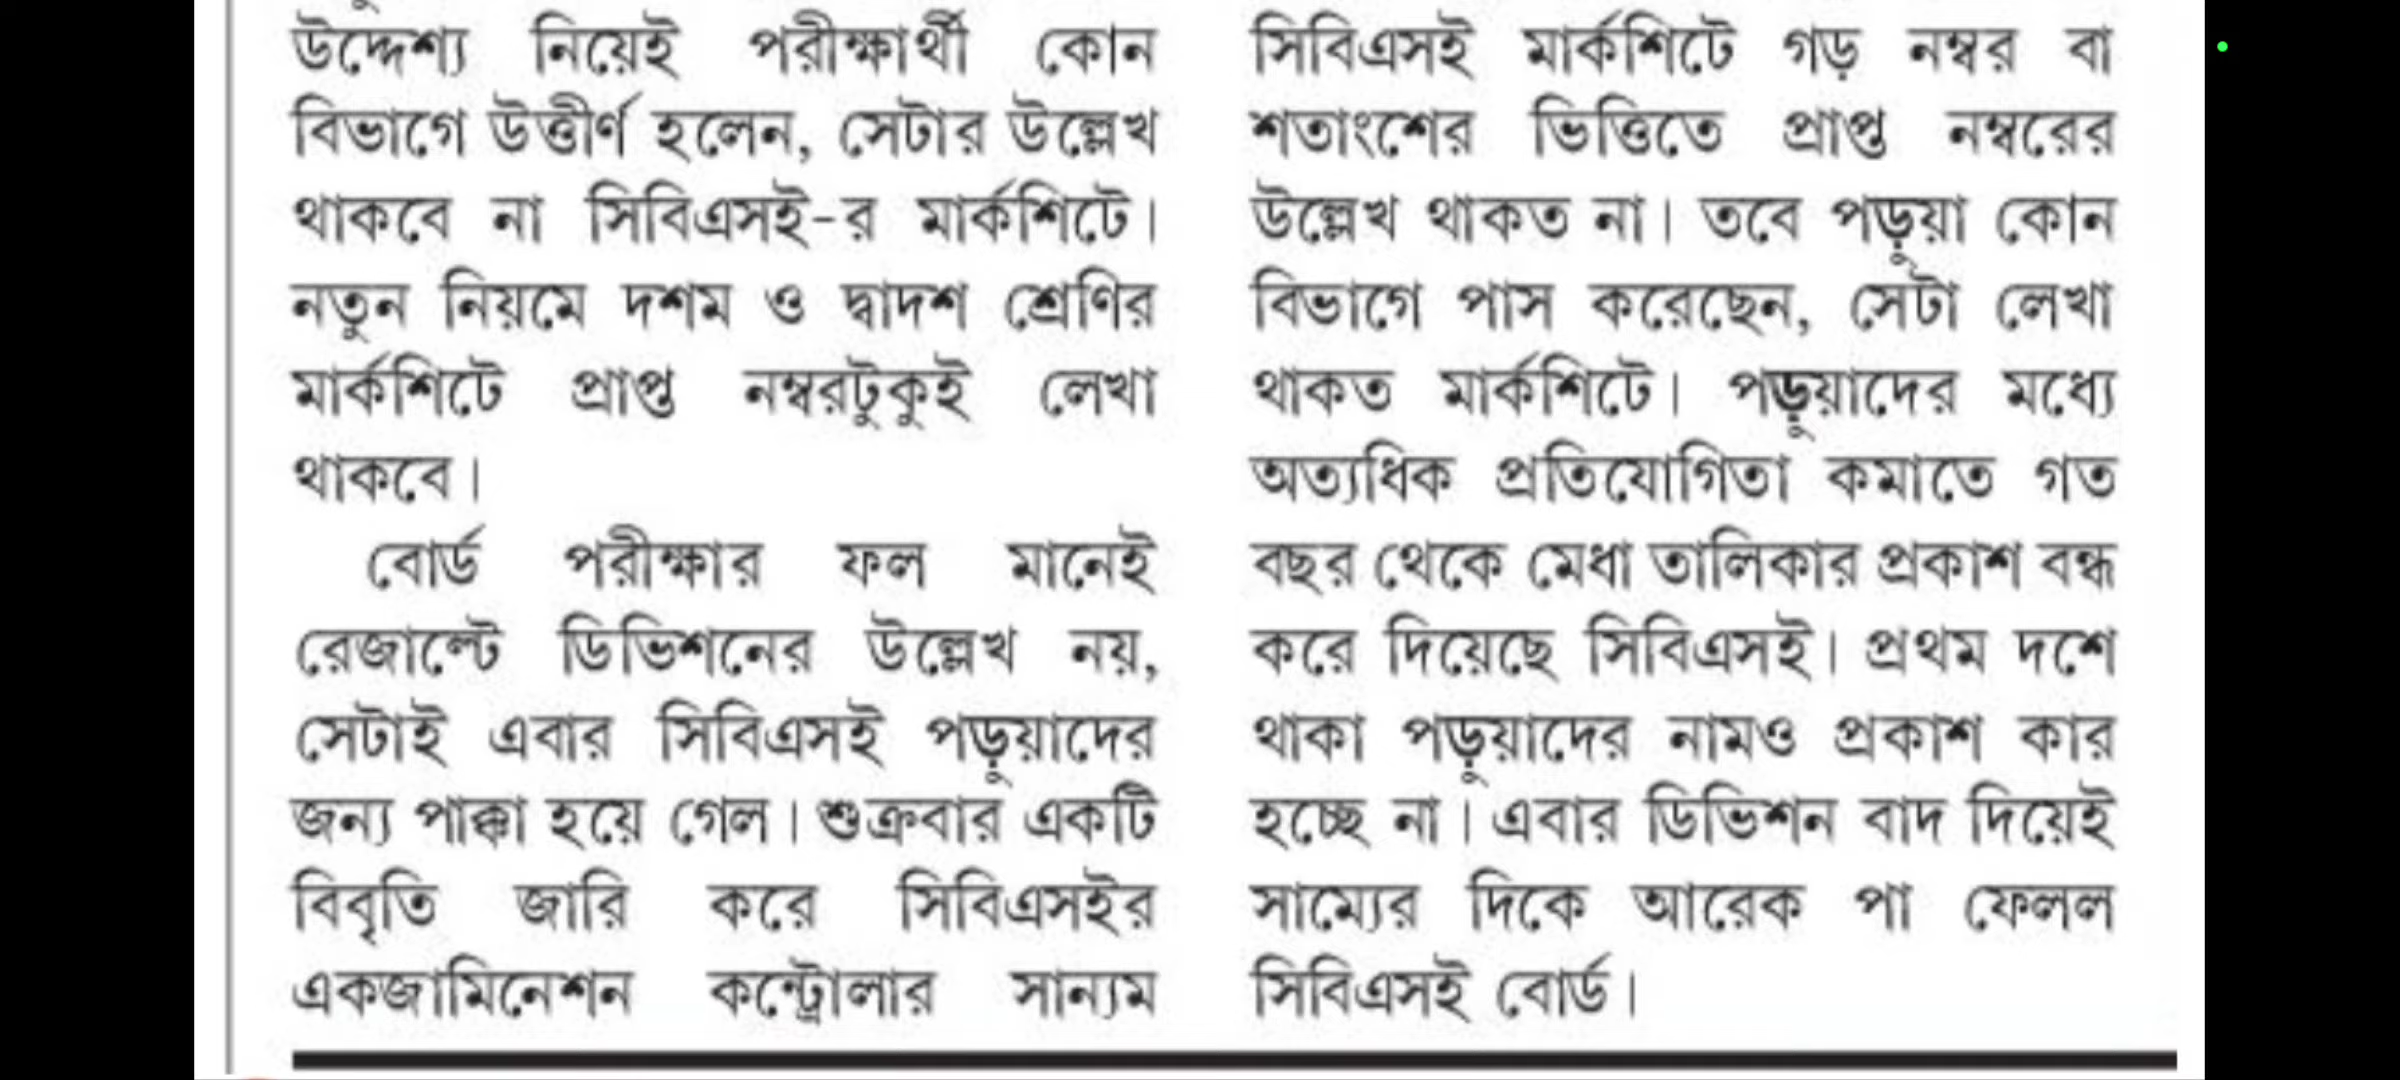 উদ্দেশ্য নিয়েই পরীক্ষার্থী কোন
বিভাগে উত্তীর্ণ হলেন, সেটার উল্লেখ
থাকবে না সিবিএসই-র মার্কশিটে।
নতুন নিয়মে দশম ও দ্বাদশ শ্রেণির
মার্কশিটে প্রাপ্ত নম্বরটুকুই লেখা
থাকবে।
বোর্ড পরীক্ষার ফল মানেই
রেজাল্টে ডিভিশনের উল্লেখ নয়,
সেটাই এবার সিবিএসই পড়ুয়াদের
জন্য পাক্কা হয়ে গেল। শুক্রবার একটি
বিবৃতি জারি করে সিবিএসইর
একজামিনেশন কন্ট্রোলার সান্যম
সিবিএসই মার্কশিটে গড় নম্বর বা
শতাংশের ভিত্তিতে প্রাপ্ত নম্বরের
উল্লেখ থাকত না। তবে পড়ুয়া কোন
বিভাগে পাস করেছেন, সেটা লেখা
থাকত মার্কশিটে। পড়ুয়াদের মধ্যে
অত্যধিক প্রতিযোগিতা কমাতে গত
বছর থেকে মেধা তালিকার প্রকাশ বন্ধ
করে দিয়েছে সিবিএসই। প্রথম দশে
থাকা পড়ুয়াদের নামও প্রকাশ কার
হচ্ছে না। এবার ডিভিশন বাদ দিয়েই
সাম্যের দিকে আরেক পা ফেলল
সিবিএসই বোর্ড।